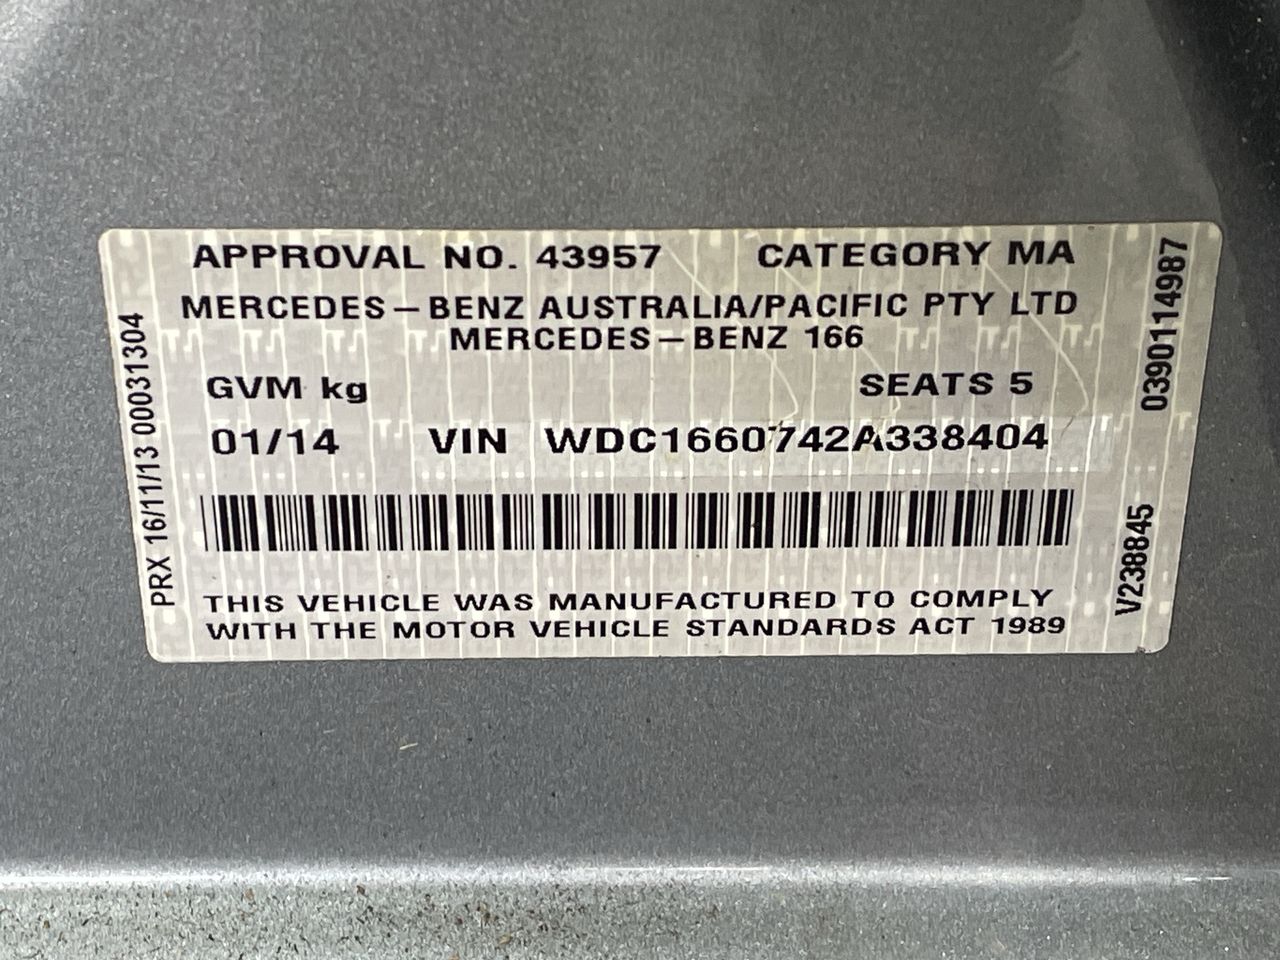 APPROVAL NO. 43957 CATEGORY MA
MERCEDES-BENZ AUSTRALIA/PACIFIC PTY LTD
MERCEDES-BENZ 166
GVM kg SEATS 5
01/14 VIN WDC1660742A338404
THIS VEHICLE WAS MANUFACTURED TO COMPLY
WITH THE MOTOR VEHICLE STANDARDS ACT 1989
PRX 16/11/13 00031304
V238845 0390114987